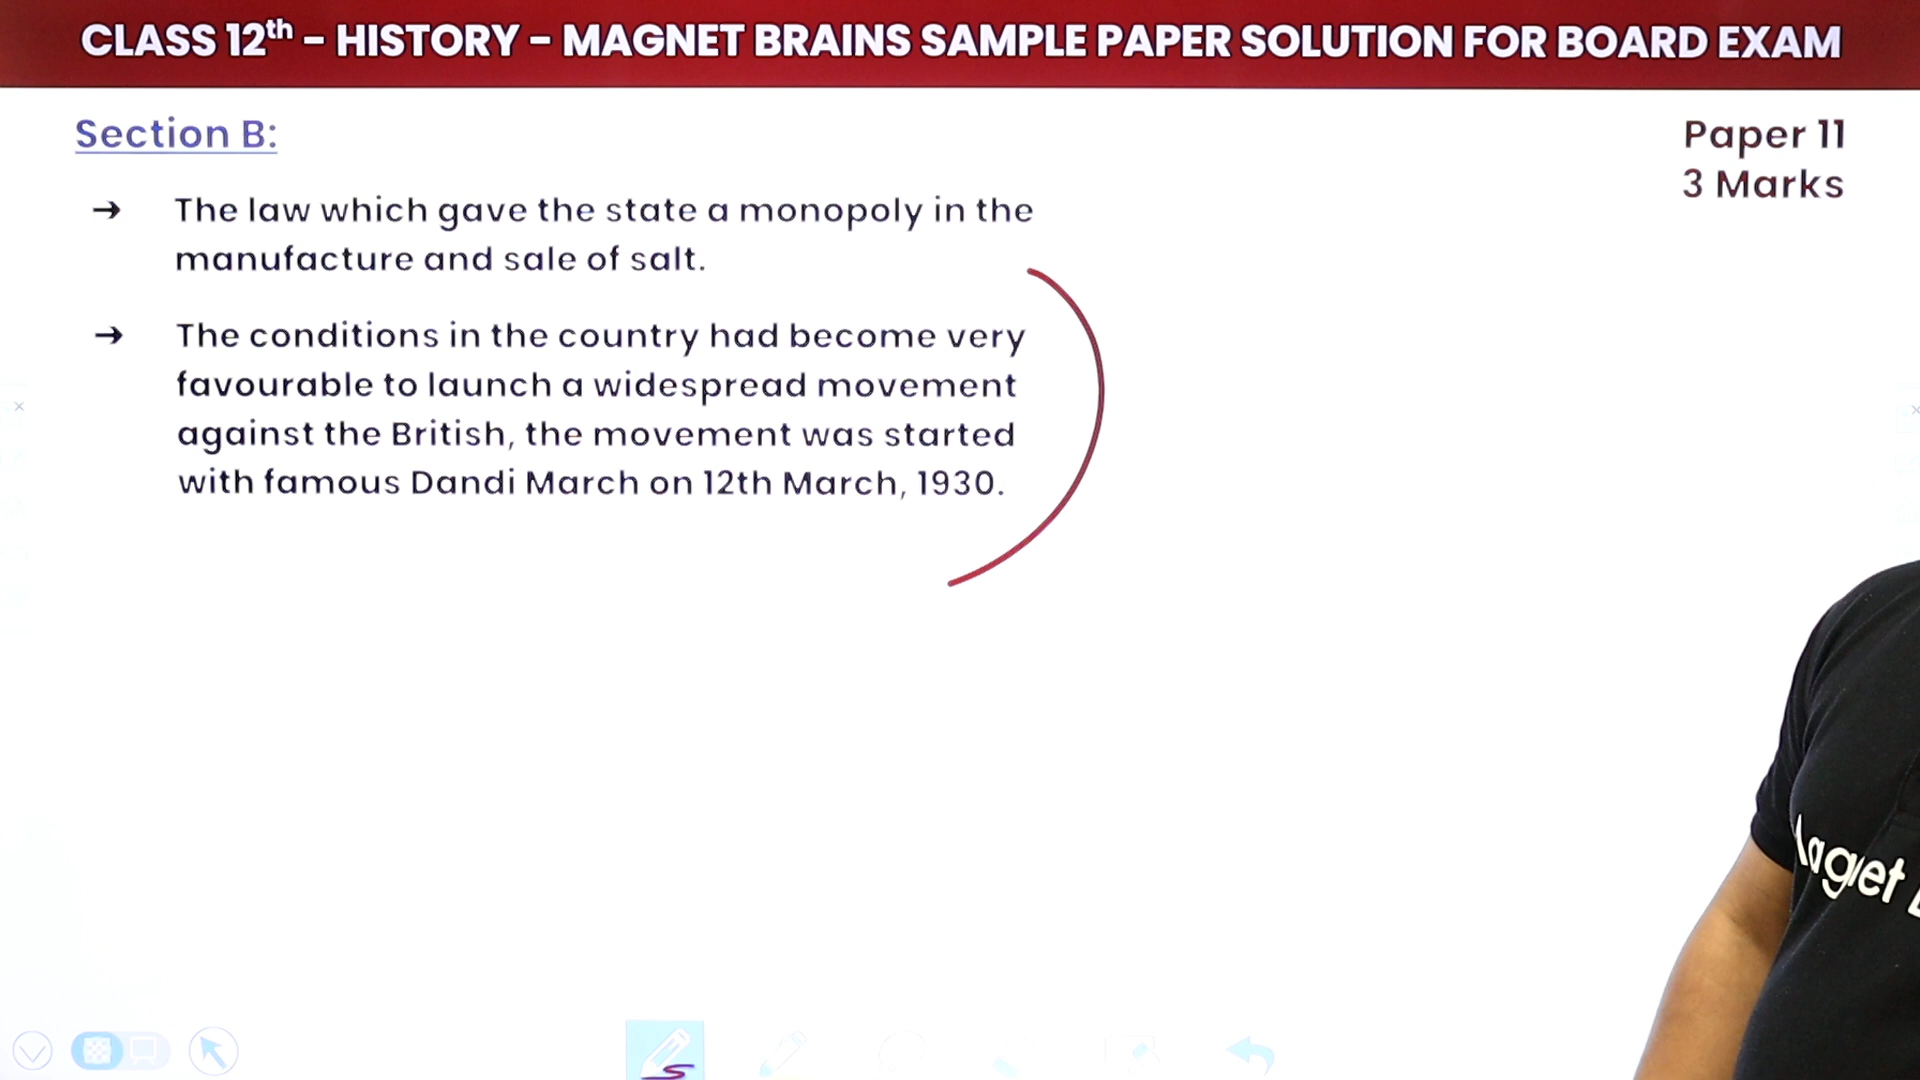 CLASS 12th - HISTORY - MAGNET BRAINS SAMPLE PAPER SOLUTION FOR BOARD EXAM
Section B:
Paper 11
3 Marks
→ The law which gave the state a monopoly in the
manufacture and sale of salt.
→ The conditions in the country had become very
favourable to launch a widespread movement
against the British, the movement was started
with famous Dandi March on 12th March, 1930.